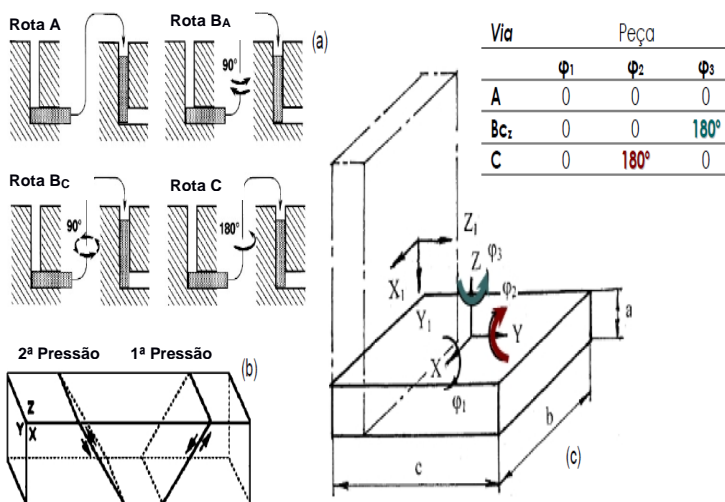 Rota A
Rota BA
(a)
90°
Rota BC
Rota C
90°
180°
2ª Pressão
1ª Pressão
(b)
Z
Y
X
Via Peça
φ1 φ2 φ3
A 0 0 0
Bcz 0 0 180°
C 0 180° 0
Z1
X1
Y1
φ3
Z
φ2
Y
X
φ1
a
b
c
(c)